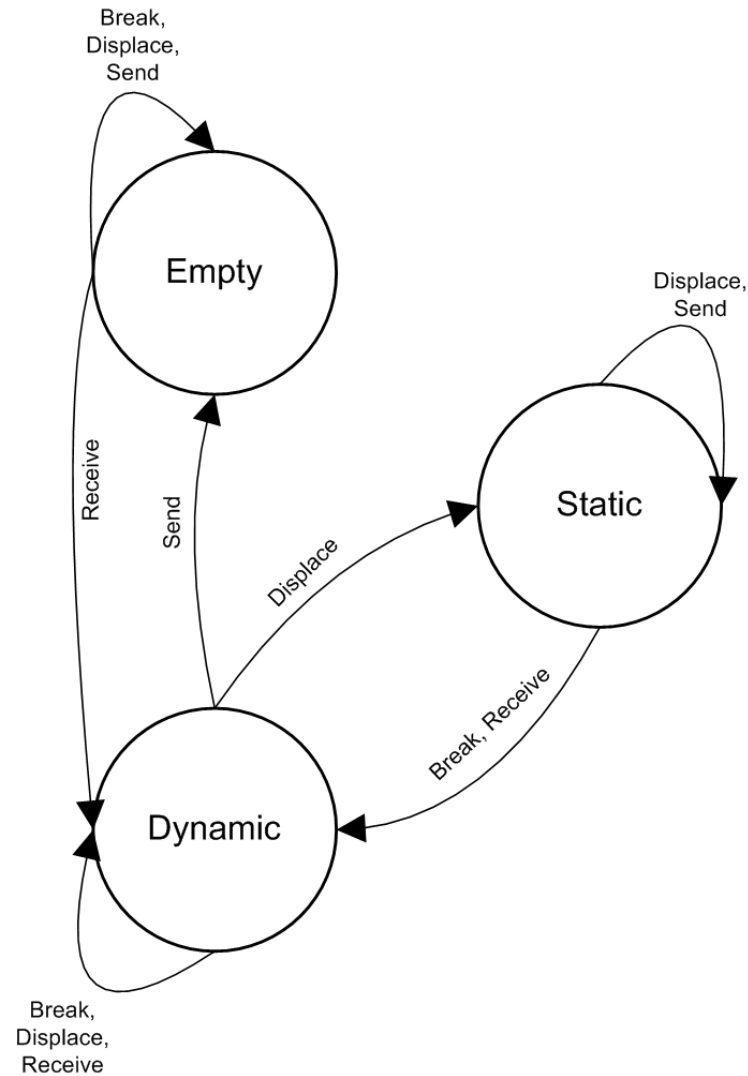 Break,
Displace,
Send
Empty
Displace,
Send
Receive
Send
Static
Displace
Break, Receive
Dynamic
Break,
Displace,
Receive